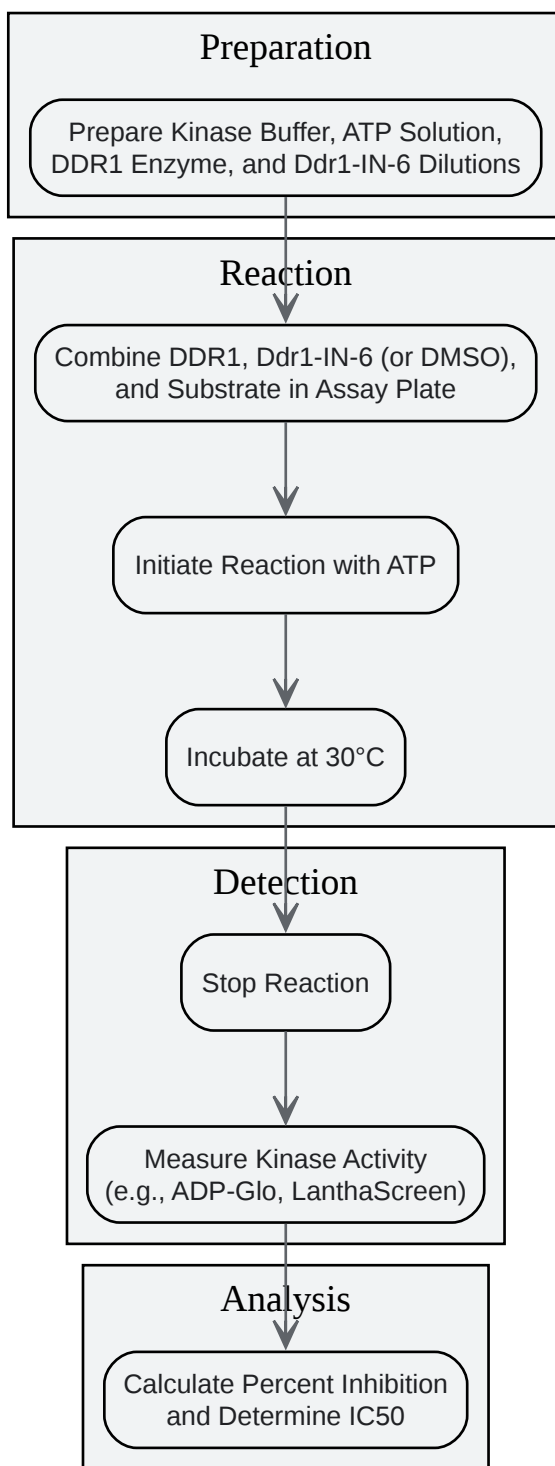 Preparation
Prepare Kinase Buffer, ATP Solution,
DDR1 Enzyme, and Ddr1-IN-6 Dilutions
Reaction
Combine DDR1, Ddr1-IN-6 (or DMSO),
and Substrate in Assay Plate
Initiate Reaction with ATP
Incubate at 30°C
Detection
Stop Reaction
Measure Kinase Activity
(e.g., ADP-Glo, LanthaScreen)
Analysis
Calculate Percent Inhibition
and Determine IC50